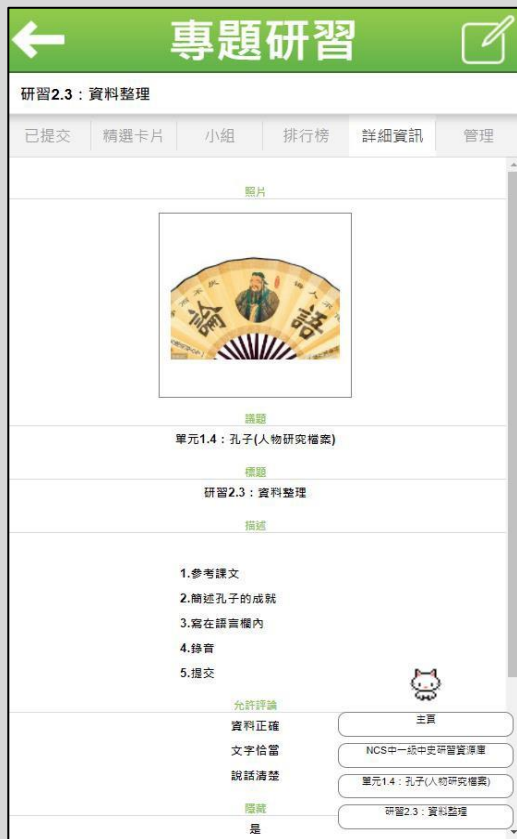 專題研習
研習2.3：資料整理
已提交 精選卡片 小組 排行榜 詳細資訊 管理
照片
論 語
議題
單元1.4：孔子(人物研究檔案)
標題
研習2.3：資料整理
描述
1.參考課文
2.簡述孔子的成就
3.寫在語言欄內
4.錄音
5.提交
允許評論
資料正確
文字恰當
說話清楚
隱藏
是
主頁
NCS中一級中史研習資源庫
單元1.4：孔子(人物研究檔案)
研習2.3：資料整理